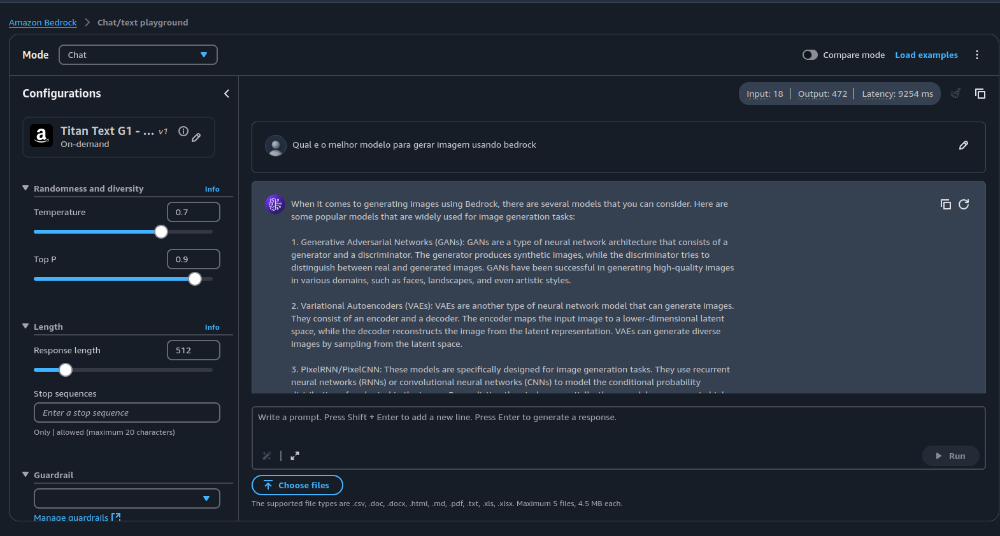 Amazon Bedrock > Chat/text playground
Mode Chat
Compare mode Load examples
Configurations
Input: 18 | Output: 472 | Latency: 9254 ms
a Titan Text G1 - ... v1
On-demand
Randomness and diversity Info
Temperature 0.7
Top P 0.9
Length Info
Response length 512
Stop sequences
Enter a stop sequence
Only | allowed (maximum 20 characters)
Guardrail
Manage guardrails
Qual e o melhor modelo para gerar imagem usando bedrock
When it comes to generating images using Bedrock, there are several models that you can consider. Here are
some popular models that are widely used for image generation tasks:
1. Generative Adversarial Networks (GANs): GANs are a type of neural network architecture that consists of a
generator and a discriminator. The generator produces synthetic images, while the discriminator tries to
distinguish between real and generated images. GANs have been successful in generating high-quality images
in various domains, such as faces, landscapes, and even artistic styles.
2. Variational Autoencoders (VAEs): VAEs are another type of neural network model that can generate images.
They consist of an encoder and a decoder. The encoder maps the input image to a lower-dimensional latent
space, while the decoder reconstructs the image from the latent representation. VAEs can generate diverse
images by sampling from the latent space.
3. PixelRNN/PixelCNN: These models are specifically designed for image generation tasks. They use recurrent
neural networks (RNNs) or convolutional neural networks (CNNs) to model the conditional probability
Write a prompt. Press Shift + Enter to add a new line. Press Enter to generate a response.
Run
Choose files
The supported file types are .csv, .doc, .docx, .html, .md, .pdf, .txt, .xls, .xlsx. Maximum 5 files, 4.5 MB each.